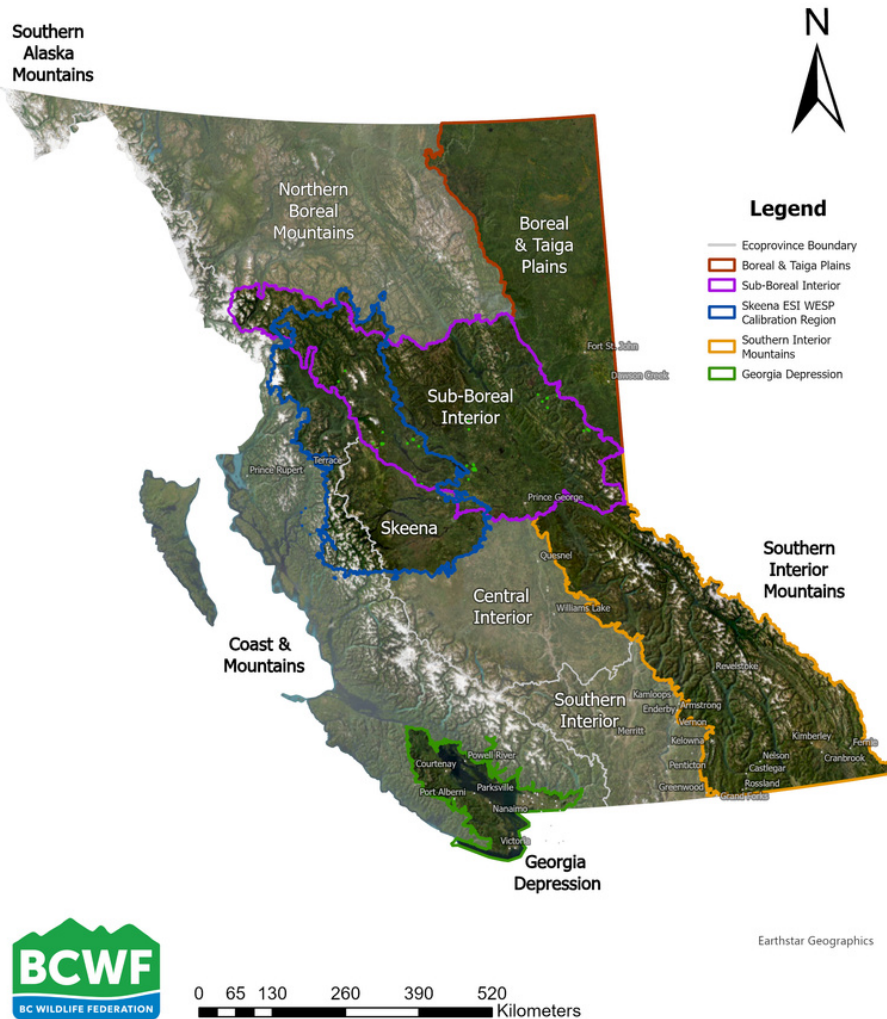 Southern
Alaska
Mountains
N
Northern
Boreal
Mountains
Boreal
& Taiga
Plains
Legend
Ecoprovince Boundary
Boreal & Taiga Plains
Sub-Boreal Interior
Skeena ESI WESP
Calibration Region
Southern Interior
Mountains
Georgia Depression
Fort St. John
Dawson Creek
Sub-Boreal
Interior
Terrace
Prince Rupert
Prince George
Skeena
Quesnel
Southern
Interior
Mountains
Central
Interior
Williams Lake
Coast &
Mountains
Revelstoke
Southern
Interior
Kamloops
Enderby
Armstrong
Vernon
Merritt
Kelowna
Kimberley
Fernie
Cranbrook
Powell River
Courtenay
Penticton
Nelson
Castlegar
Port Alberni
Parksville
Rossland
Greenwood
Grand Forks
Nanaimo
Victoria
Georgia
Depression
Earthstar Geographics
BCWF
BC WILDLIFE FEDERATION
0 65 130 260 390 520
Kilometers